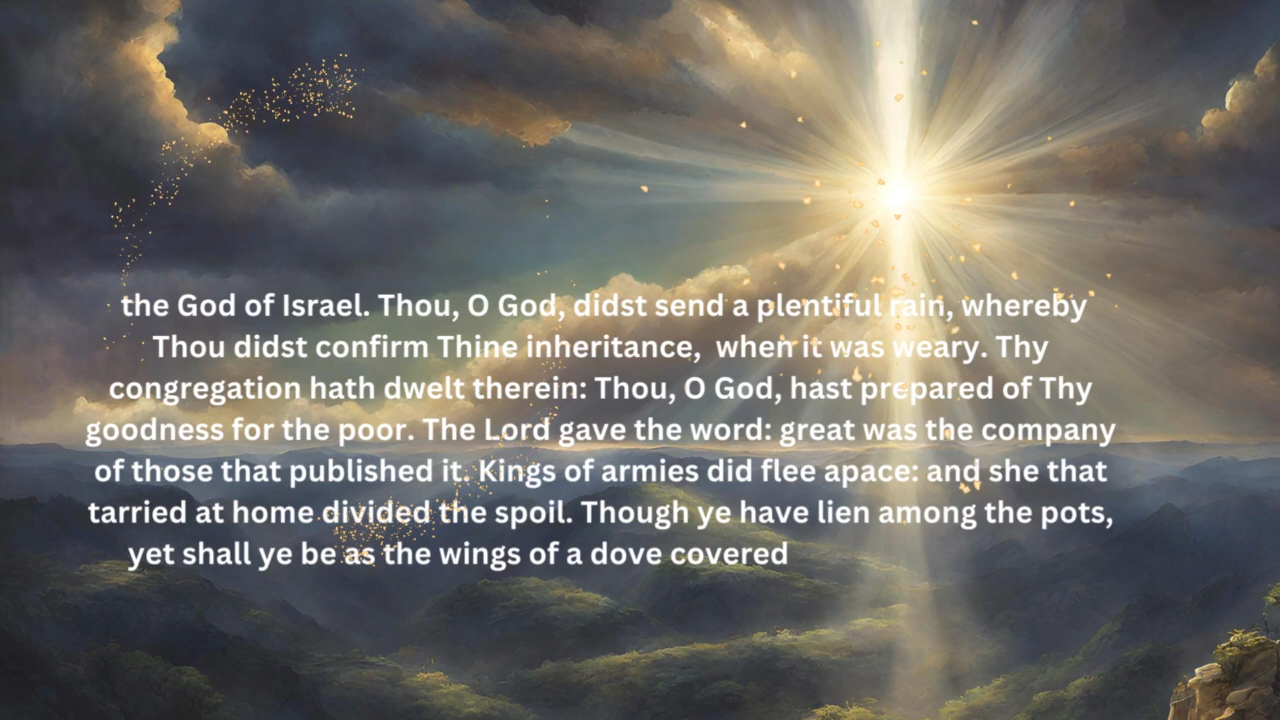 the God of Israel. Thou, O God, didst send a plentiful rain, whereby
Thou didst confirm Thine inheritance,  when it was weary. Thy
congregation hath dwelt therein: Thou, O God, hast prepared of Thy
goodness for the poor. The Lord gave the word: great was the company
of those that published it. Kings of armies did flee apace: and she that
tarried at home divided the spoil. Though ye have lien among the pots,
yet shall ye be as the wings of a dove covered